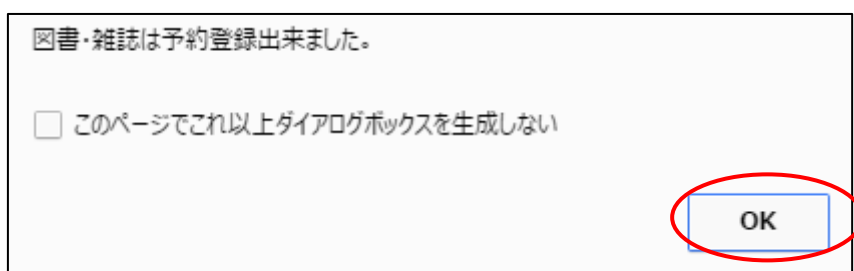 図書・雑誌は予約登録出来ました。
このページでこれ以上ダイアログボックスを生成しない
OK